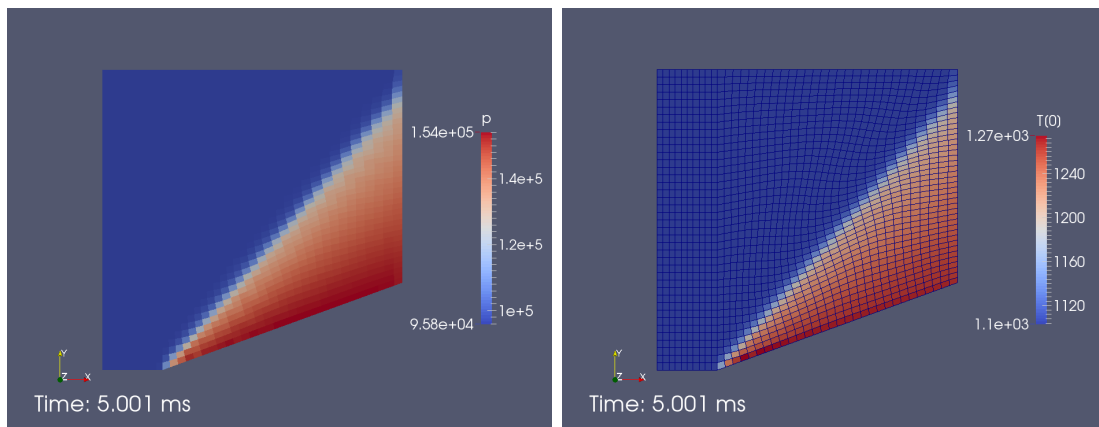 p
1.54e+05
1.4e+5
1.2e+5
1e+5
9.58e+04
Y
Z
X
Time: 5.001 ms
T(0)
1.27e+03
1240
1200
1160
1120
1.1e+03
Y
Z
X
Time: 5.001 ms